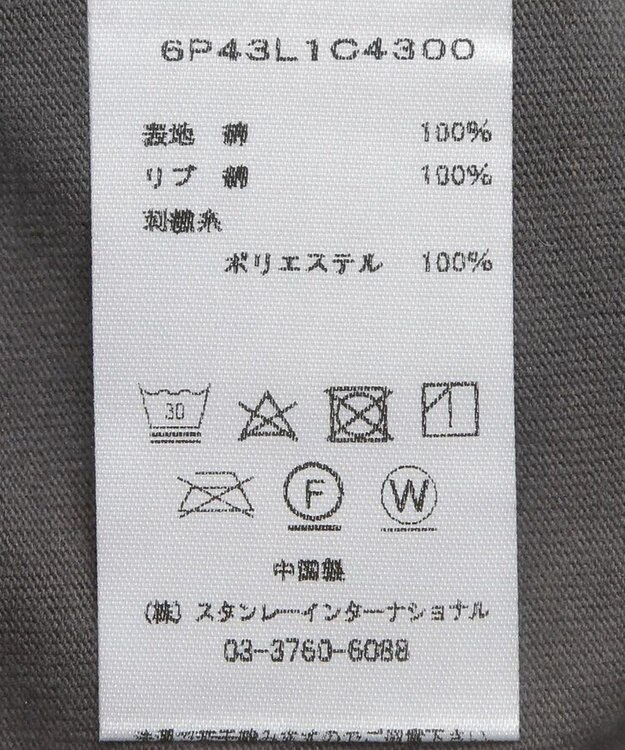 6P43L1C4300
表地 綿 100%
リブ 綿 100%
刺繍糸
ポリエステル 100%
30
F W
中国製
(株) スタンレーインターナショナル
03-3760-6088